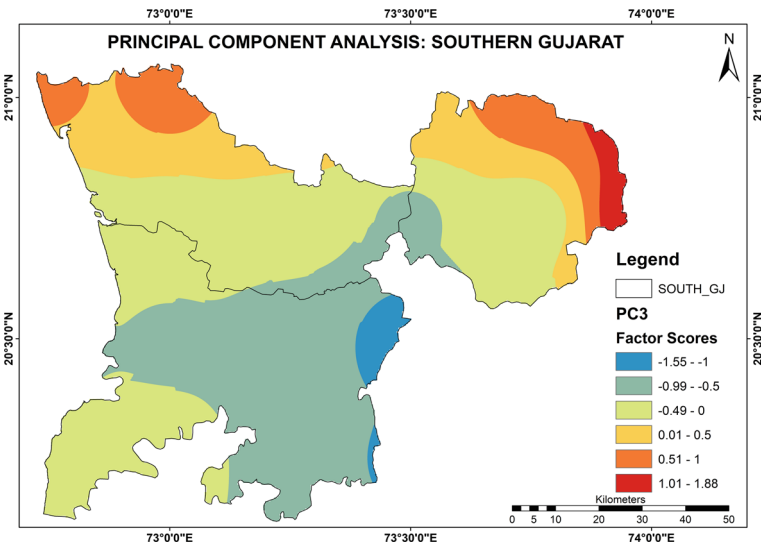 73°0'0"E 73°30'0"E 74°0'0"E
PRINCIPAL COMPONENT ANALYSIS: SOUTHERN GUJARAT
N
21°0'0"N 21°0'0"N
Legend
SOUTH_GJ
PC3
Factor Scores
20°30'0"N 20°30'0"N
-1.55 - -1
-0.99 - -0.5
-0.49 - 0
0.01 - 0.5
0.51 - 1
1.01 - 1.88
Kilometers
0 5 10 20 30 40 50
73°0'0"E 73°30'0"E 74°0'0"E